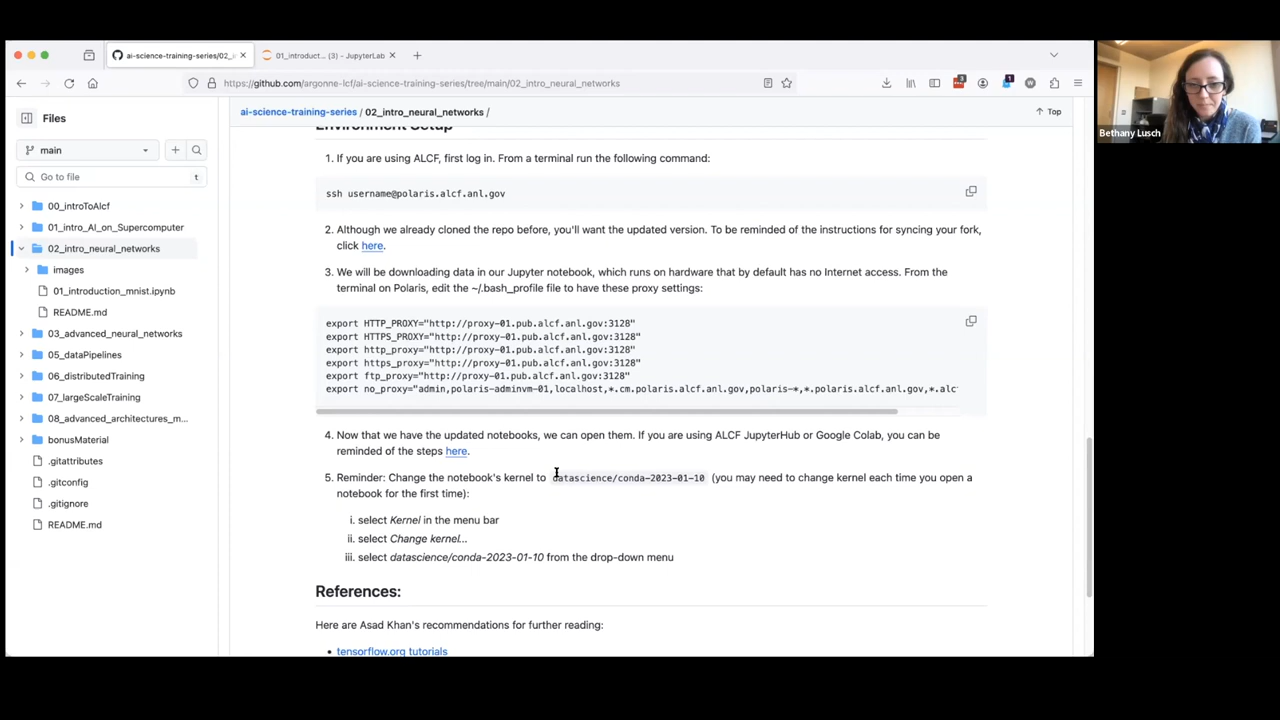 ai-science-training-series/02_
01_introduct... (3) - JupyterLab
https://github.com/argonne-lcf/ai-science-training-series/tree/main/02_intro_neural_networks
Bethany Lusch
Files
main
Go to file
t
00_introToAlcf
01_intro_AI_on_Supercomputer
02_intro_neural_networks
images
01_introduction_mnist.ipynb
README.md
03_advanced_neural_networks
05_dataPipelines
06_distributedTraining
07_largeScaleTraining
08_advanced_architectures_m...
bonusMaterial
.gitattributes
.gitconfig
.gitignore
README.md
ai-science-training-series / 02_intro_neural_networks /
Top
Environment Setup
1. If you are using ALCF, first log in. From a terminal run the following command:
ssh username@polaris.alcf.anl.gov
2. Although we already cloned the repo before, you'll want the updated version. To be reminded of the instructions for syncing your fork,
click here.
3. We will be downloading data in our Jupyter notebook, which runs on hardware that by default has no Internet access. From the
terminal on Polaris, edit the ~/.bash_profile file to have these proxy settings:
export HTTP_PROXY="http://proxy-01.pub.alcf.anl.gov:3128"
export HTTPS_PROXY="http://proxy-01.pub.alcf.anl.gov:3128"
export http_proxy="http://proxy-01.pub.alcf.anl.gov:3128"
export https_proxy="http://proxy-01.pub.alcf.anl.gov:3128"
export ftp_proxy="http://proxy-01.pub.alcf.anl.gov:3128"
export no_proxy="admin,polaris-adminvm-01,localhost,*.cm.polaris.alcf.anl.gov,polaris-*,*.polaris.alcf.anl.gov,*.alc
4. Now that we have the updated notebooks, we can open them. If you are using ALCF JupyterHub or Google Colab, you can be
reminded of the steps here.
5. Reminder: Change the notebook's kernel to datascience/conda-2023-01-10 (you may need to change kernel each time you open a
notebook for the first time):
i. select Kernel in the menu bar
ii. select Change kernel...
iii. select datascience/conda-2023-01-10 from the drop-down menu
References:
Here are Asad Khan's recommendations for further reading:
tensorflow.org tutorials